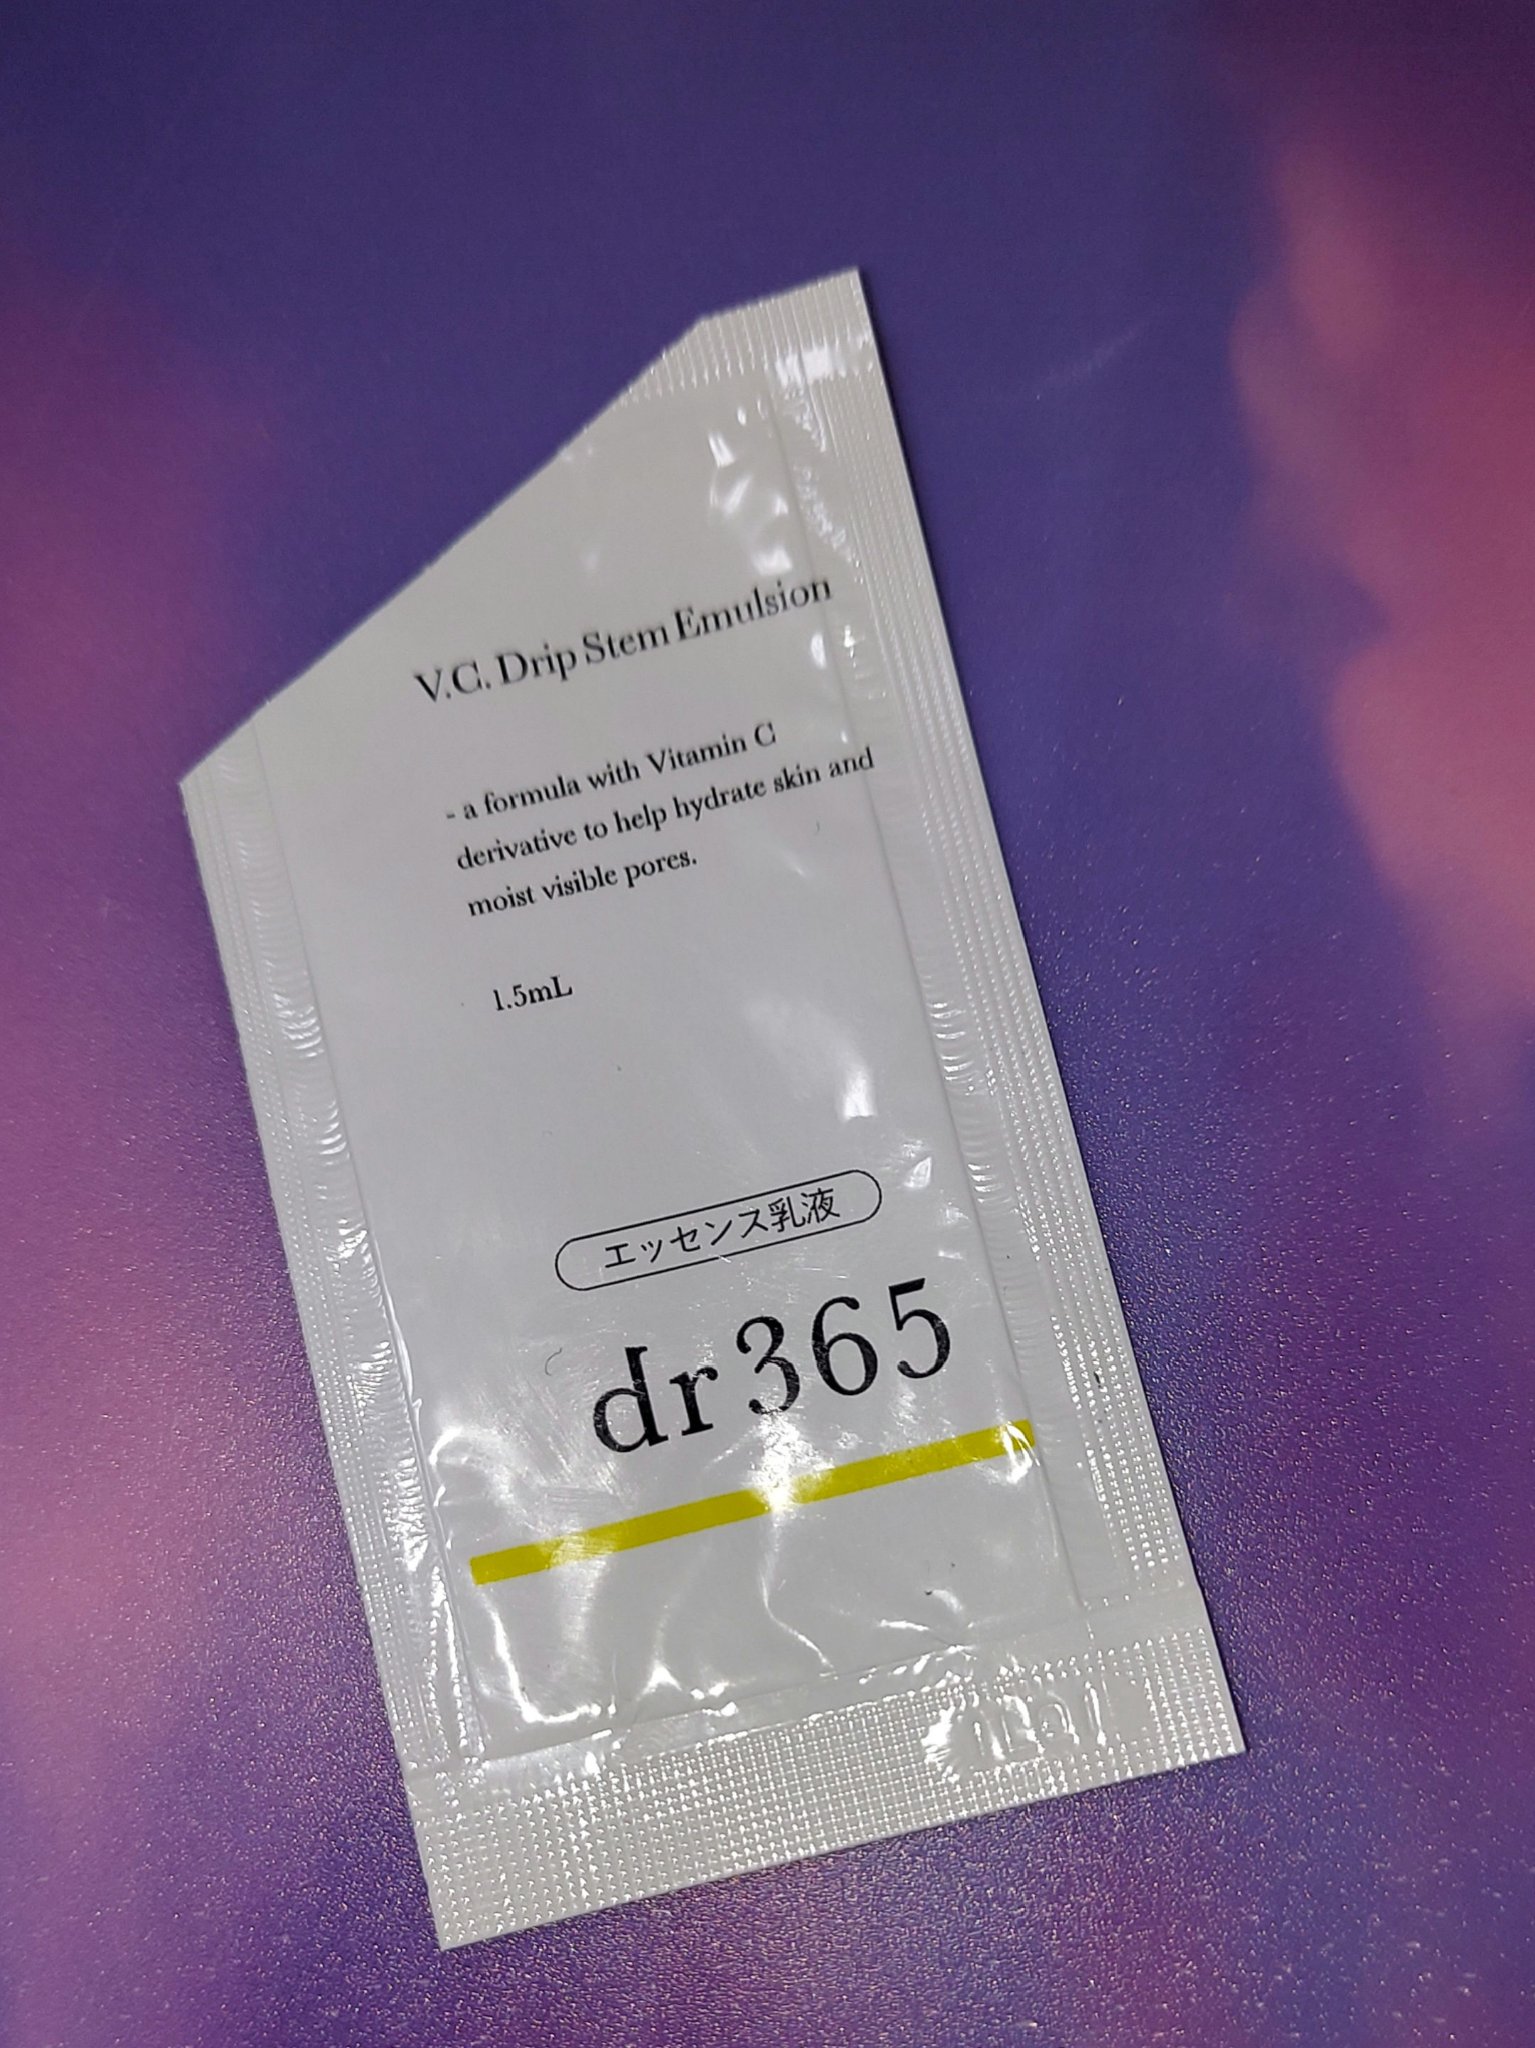 V.C. Drip Stem Emulsion
- a formula with Vitamin C
derivative to help hydrate skin and
moist visible pores.
1.5mL
エッセンス乳液
dr365